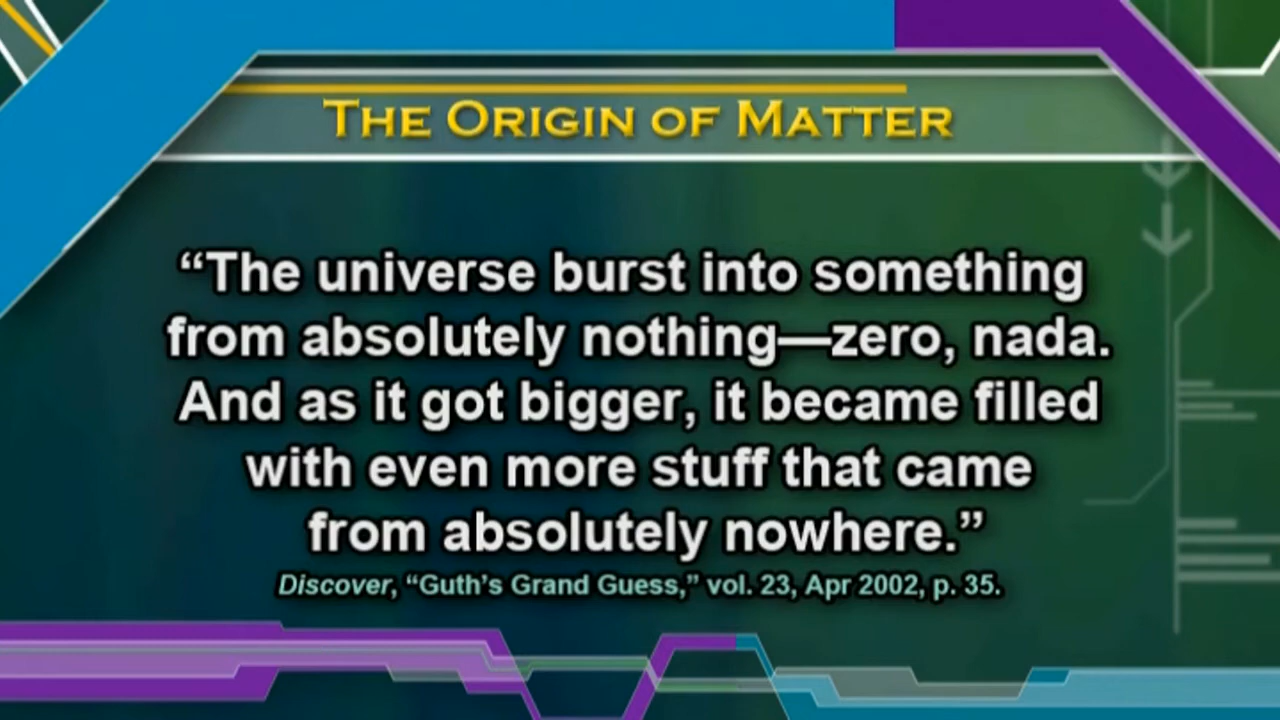 The Origin of Matter
“The universe burst into something
from absolutely nothing—zero, nada.
And as it got bigger, it became filled
with even more stuff that came
from absolutely nowhere.”
Discover, “Guth’s Grand Guess,” vol. 23, Apr 2002, p. 35.